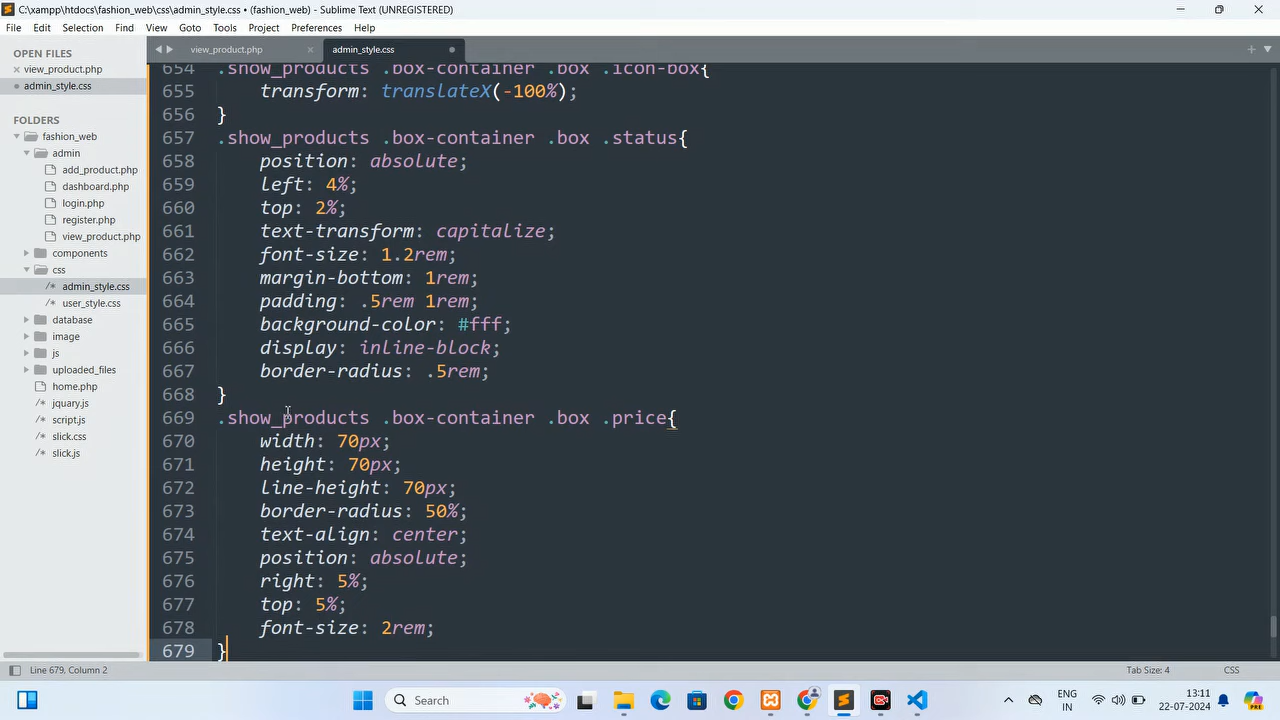 C:\xampp\htdocs\fashion_web\css\admin_style.css • (fashion_web) - Sublime Text (UNREGISTERED)
File Edit Selection Find View Goto Tools Project Preferences Help
OPEN FILES
view_product.php
admin_style.css
FOLDERS
fashion_web
admin
add_product.php
dashboard.php
login.php
register.php
view_product.php
components
css
admin_style.css
user_style.css
database
image
js
uploaded_files
home.php
jquary.js
script.js
slick.css
slick.js
view_product.php
admin_style.css
654 .show_products .box-container .box .icon-box{
655 transform: translateX(-100%);
656 }
657 .show_products .box-container .box .status{
658 position: absolute;
659 left: 4%;
660 top: 2%;
661 text-transform: capitalize;
662 font-size: 1.2rem;
663 margin-bottom: 1rem;
664 padding: .5rem 1rem;
665 background-color: #fff;
666 display: inline-block;
667 border-radius: .5rem;
668 }
669 .show_products .box-container .box .price{
670 width: 70px;
671 height: 70px;
672 line-height: 70px;
673 border-radius: 50%;
674 text-align: center;
675 position: absolute;
676 right: 5%;
677 top: 5%;
678 font-size: 2rem;
679 }
Line 679, Column 2
Tab Size: 4
CSS
Search
ENG
IN
13:11
22-07-2024
PRE